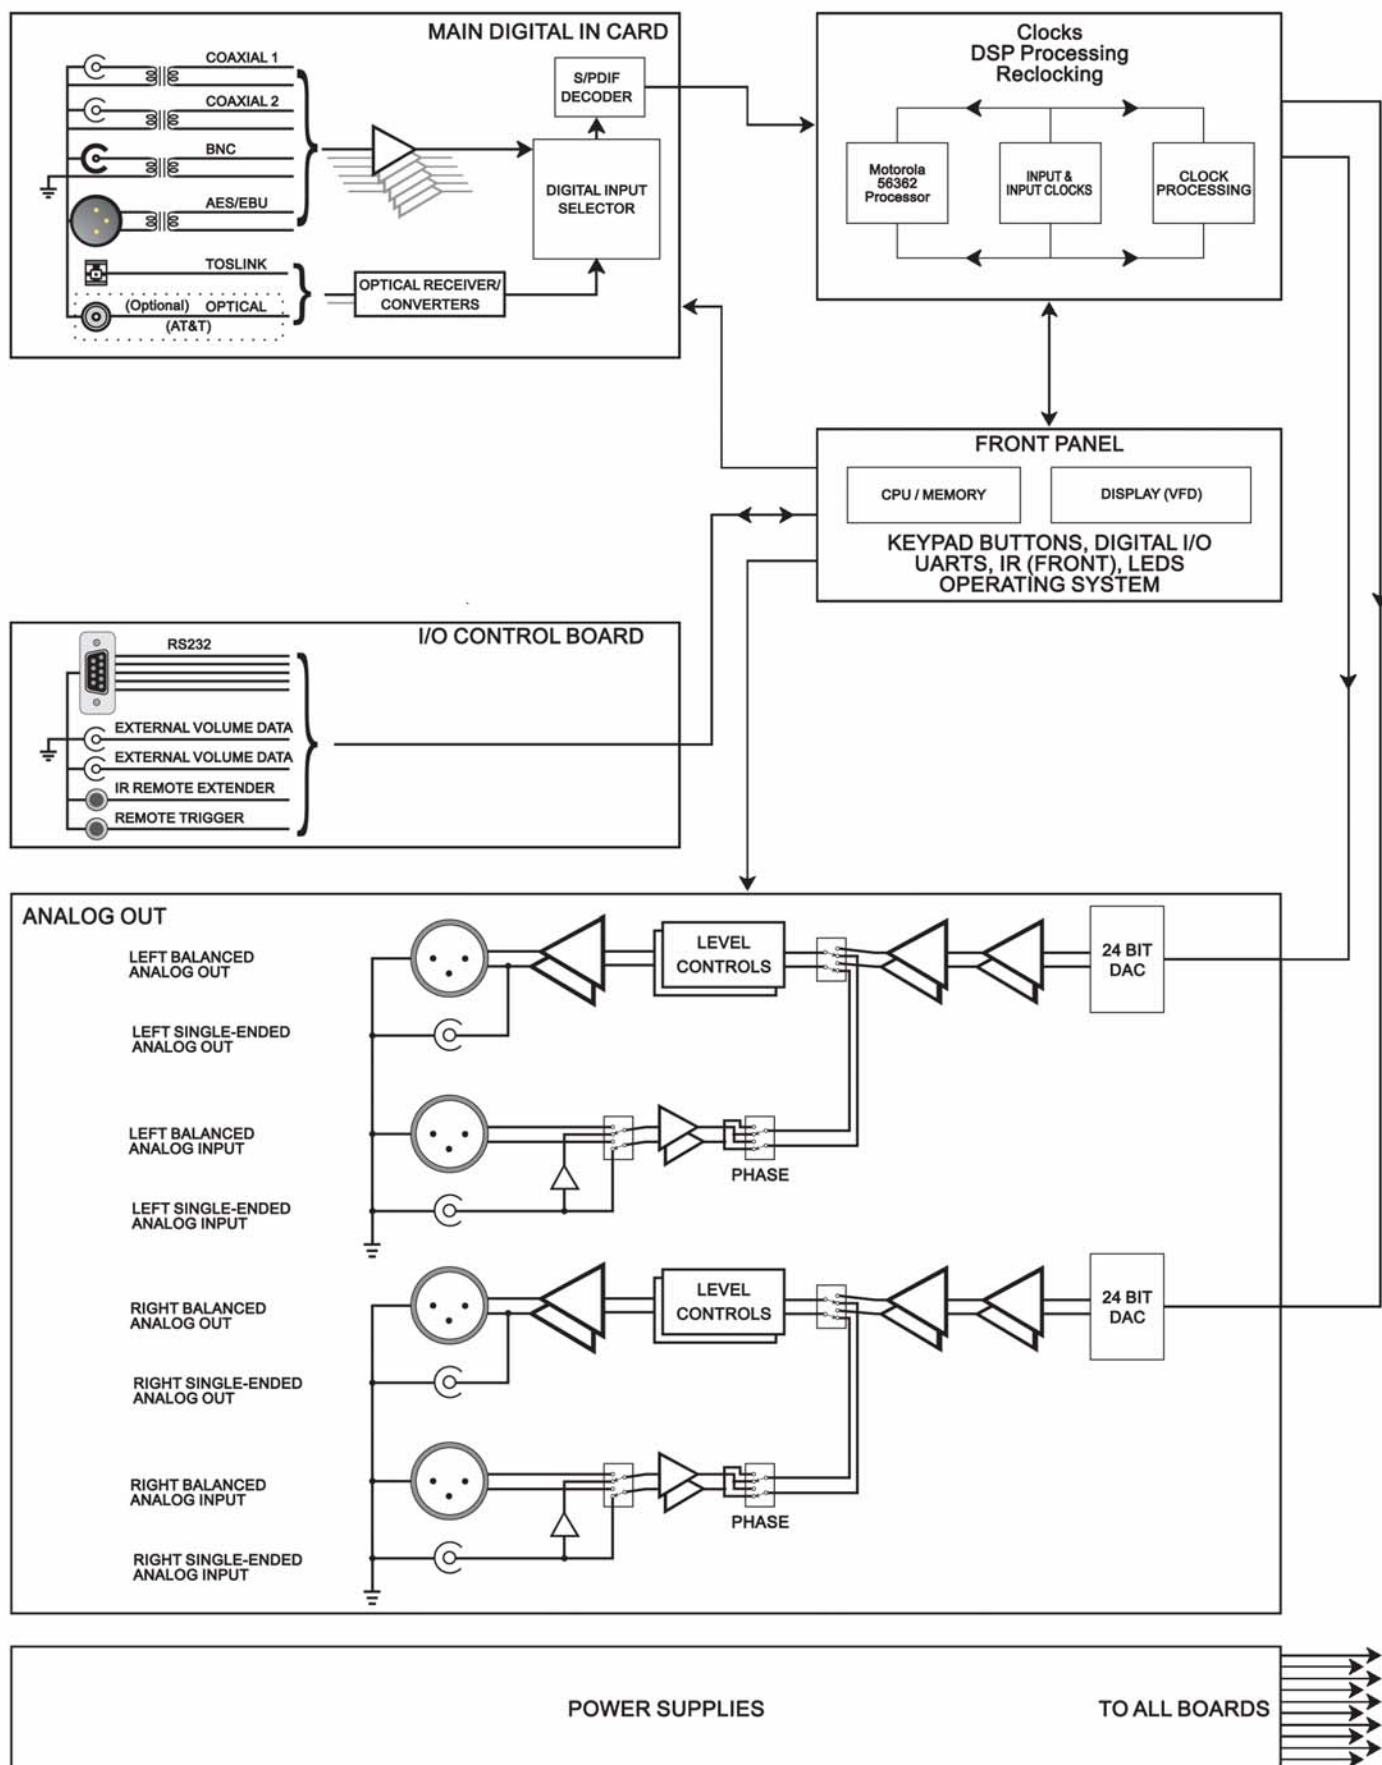 MAIN DIGITAL IN CARD
COAXIAL 1
COAXIAL 2
BNC
AES/EBU
TOSLINK
(Optional) OPTICAL
(AT&T)
S/PDIF
DECODER
DIGITAL INPUT
SELECTOR
OPTICAL RECEIVER/
CONVERTERS
Clocks
DSP Processing
Reclocking
Motorola
56362
Processor
INPUT &
INPUT CLOCKS
CLOCK
PROCESSING
FRONT PANEL
CPU / MEMORY
DISPLAY (VFD)
KEYPAD BUTTONS, DIGITAL I/O
UARTS, IR (FRONT), LEDS
OPERATING SYSTEM
I/O CONTROL BOARD
RS232
EXTERNAL VOLUME DATA
EXTERNAL VOLUME DATA
IR REMOTE EXTENDER
REMOTE TRIGGER
ANALOG OUT
LEFT BALANCED
ANALOG OUT
LEVEL
CONTROLS
24 BIT
DAC
LEFT SINGLE-ENDED
ANALOG OUT
LEFT BALANCED
ANALOG INPUT
PHASE
LEFT SINGLE-ENDED
ANALOG INPUT
RIGHT BALANCED
ANALOG OUT
LEVEL
CONTROLS
24 BIT
DAC
RIGHT SINGLE-ENDED
ANALOG OUT
RIGHT BALANCED
ANALOG INPUT
PHASE
RIGHT SINGLE-ENDED
ANALOG INPUT
POWER SUPPLIES
TO ALL BOARDS